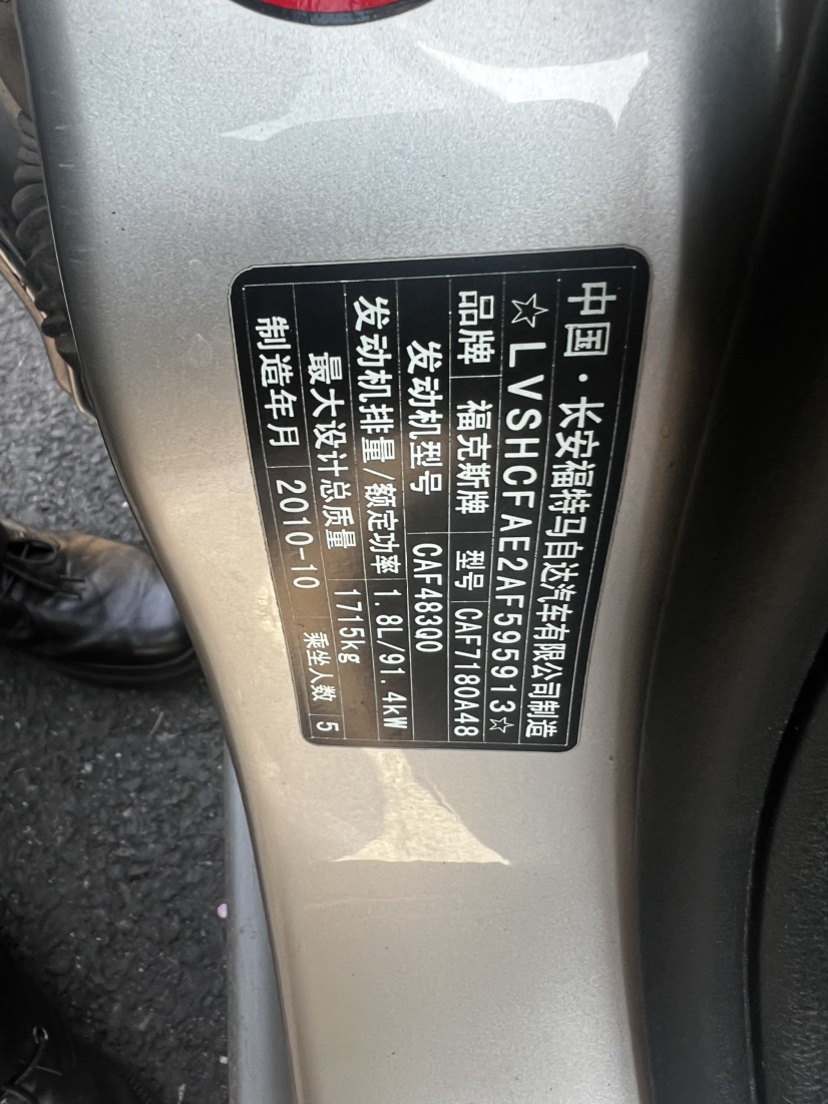 中国·长安福特马自达汽车有限公司制造
☆LVSHCFAE2AF595913☆
品牌 福克斯牌 型号 CAF7180A48
发动机型号 CAF483Q0
发动机排量/额定功率 1.8L/91.4kW
最大设计总质量 1715kg
制造年月 2010-10 乘坐人数 5